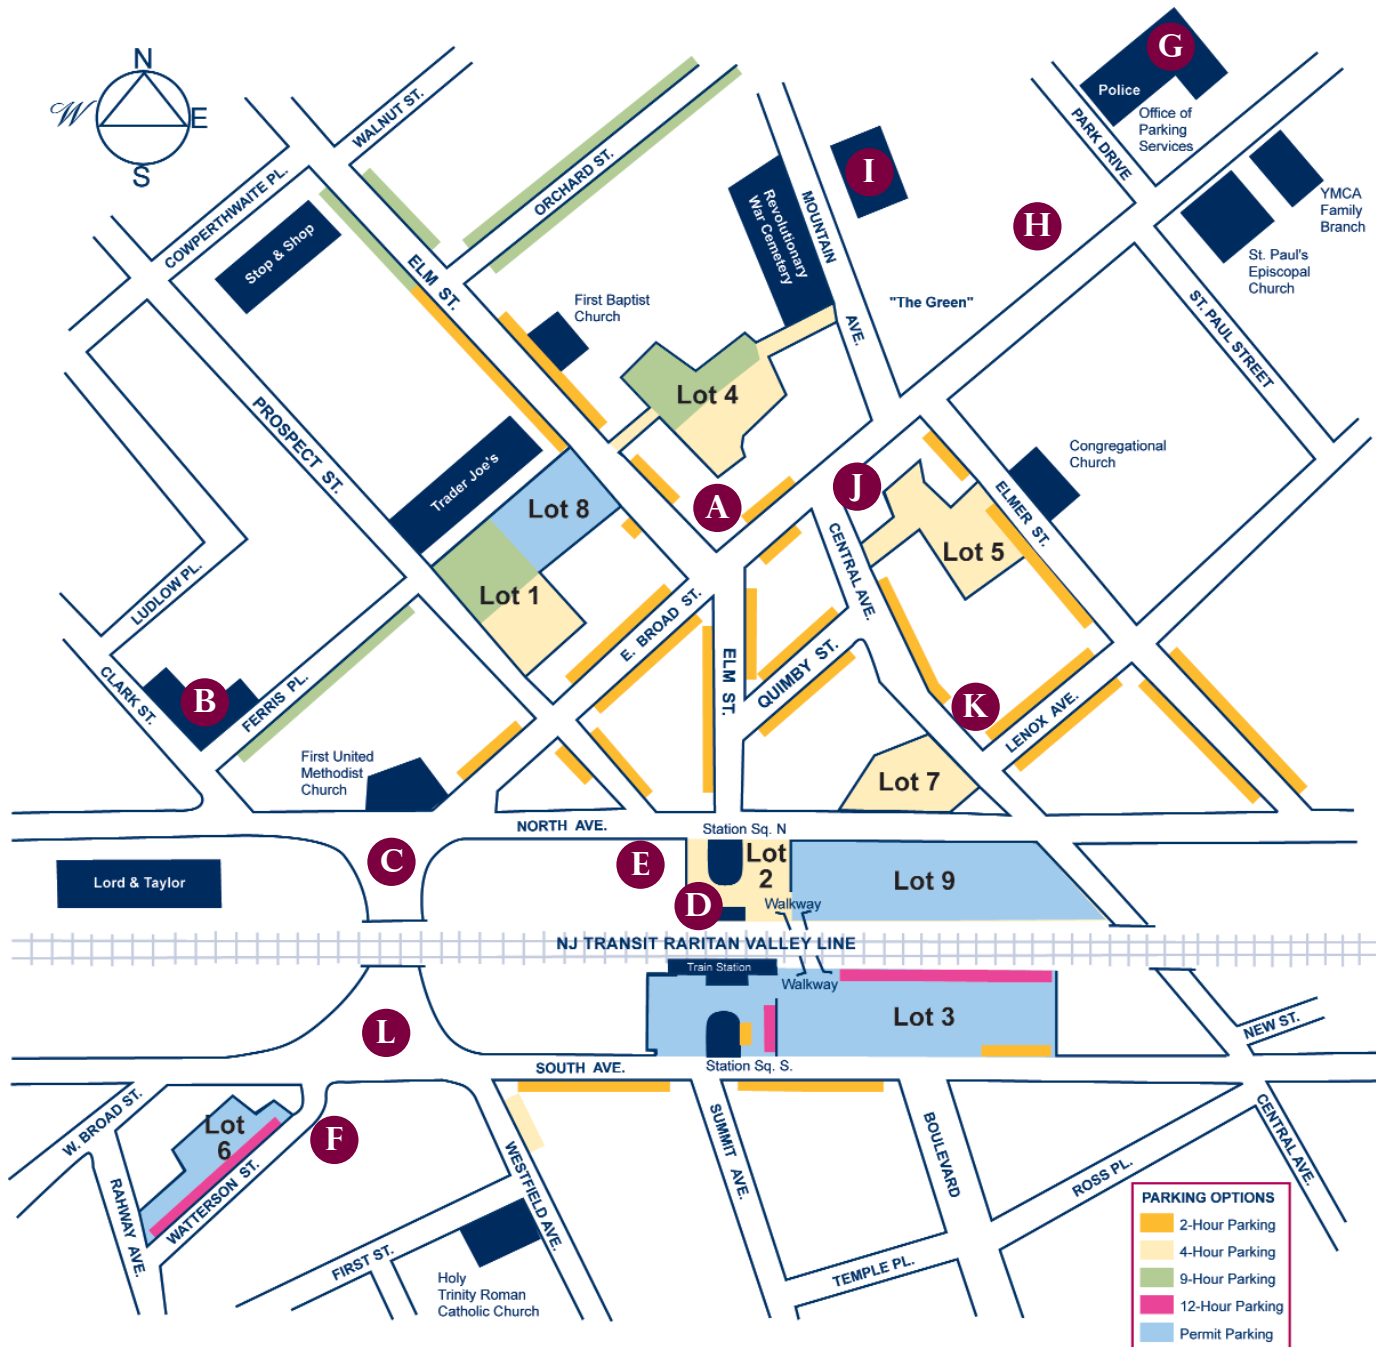 N
W
E
S
WALNUT ST.
COWPERTHWAITE PL.
ORCHARD ST.
Stop & Shop
ELM ST.
First Baptist
Church
Revolutionary
War Cemetery
MOUNTAIN
AVE.
I
G
Police
Office of
Parking
Services
PARK DRIVE
H
"The Green"
YMCA
Family
Branch
St. Paul's
Episcopal
Church
ST. PAUL STREET
PROSPECT ST.
Trader Joe's
Lot 4
A
Lot 8
Lot 1
J
Congregational
Church
ELMER ST.
Lot 5
CENTRAL AVE.
LUDLOW PL.
CLARK ST.
B
FERRIS PL.
E. BROAD ST.
ELM ST.
QUIMBY ST.
K
LENOX AVE.
First United
Methodist
Church
Lot 7
NORTH AVE.
Station Sq. N
C
E
D
Lot
2
Walkway
Lot 9
Lord & Taylor
NJ TRANSIT RARITAN VALLEY LINE
Train Station
Walkway
Lot 3
L
SOUTH AVE.
Station Sq. S.
NEW ST.
W. BROAD ST.
Lot
6
F
RAHWAY AVE.
WATTERSON ST.
WESTFIELD AVE.
SUMMIT AVE.
BOULEVARD
ROSS PL.
CENTRAL AVE.
FIRST ST.
TEMPLE PL.
Holy
Trinity Roman
Catholic Church
PARKING OPTIONS
2-Hour Parking
4-Hour Parking
9-Hour Parking
12-Hour Parking
Permit Parking